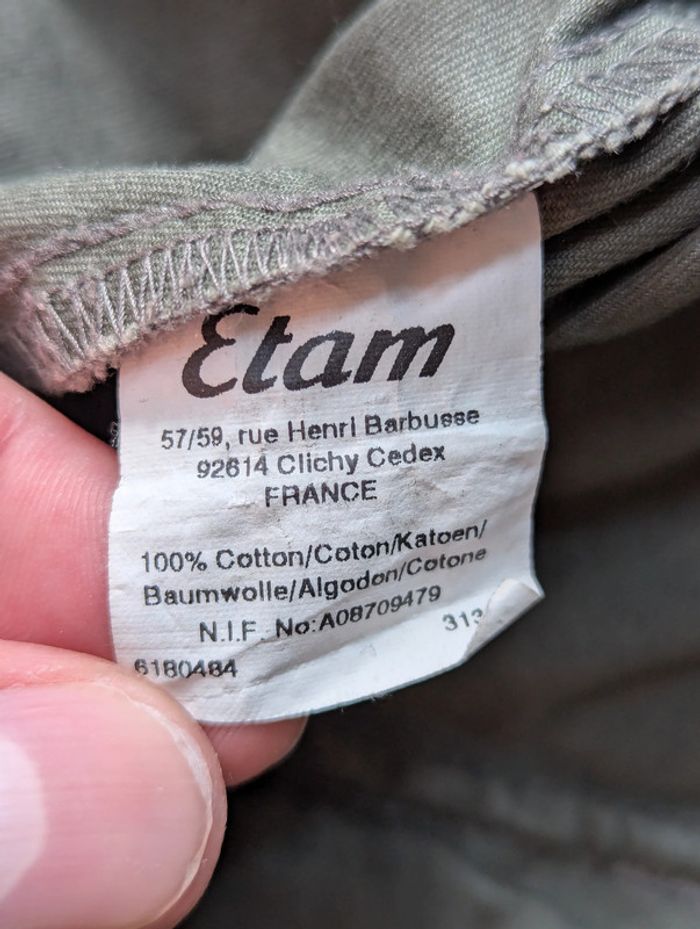 Etam
57/59, rue Henri Barbusse
92614 Clichy Cedex
FRANCE
100% Cotton/Coton/Katoen/
Baumwolle/Algodon/Cotone
N.I.F. No:A08709479
313
6180484